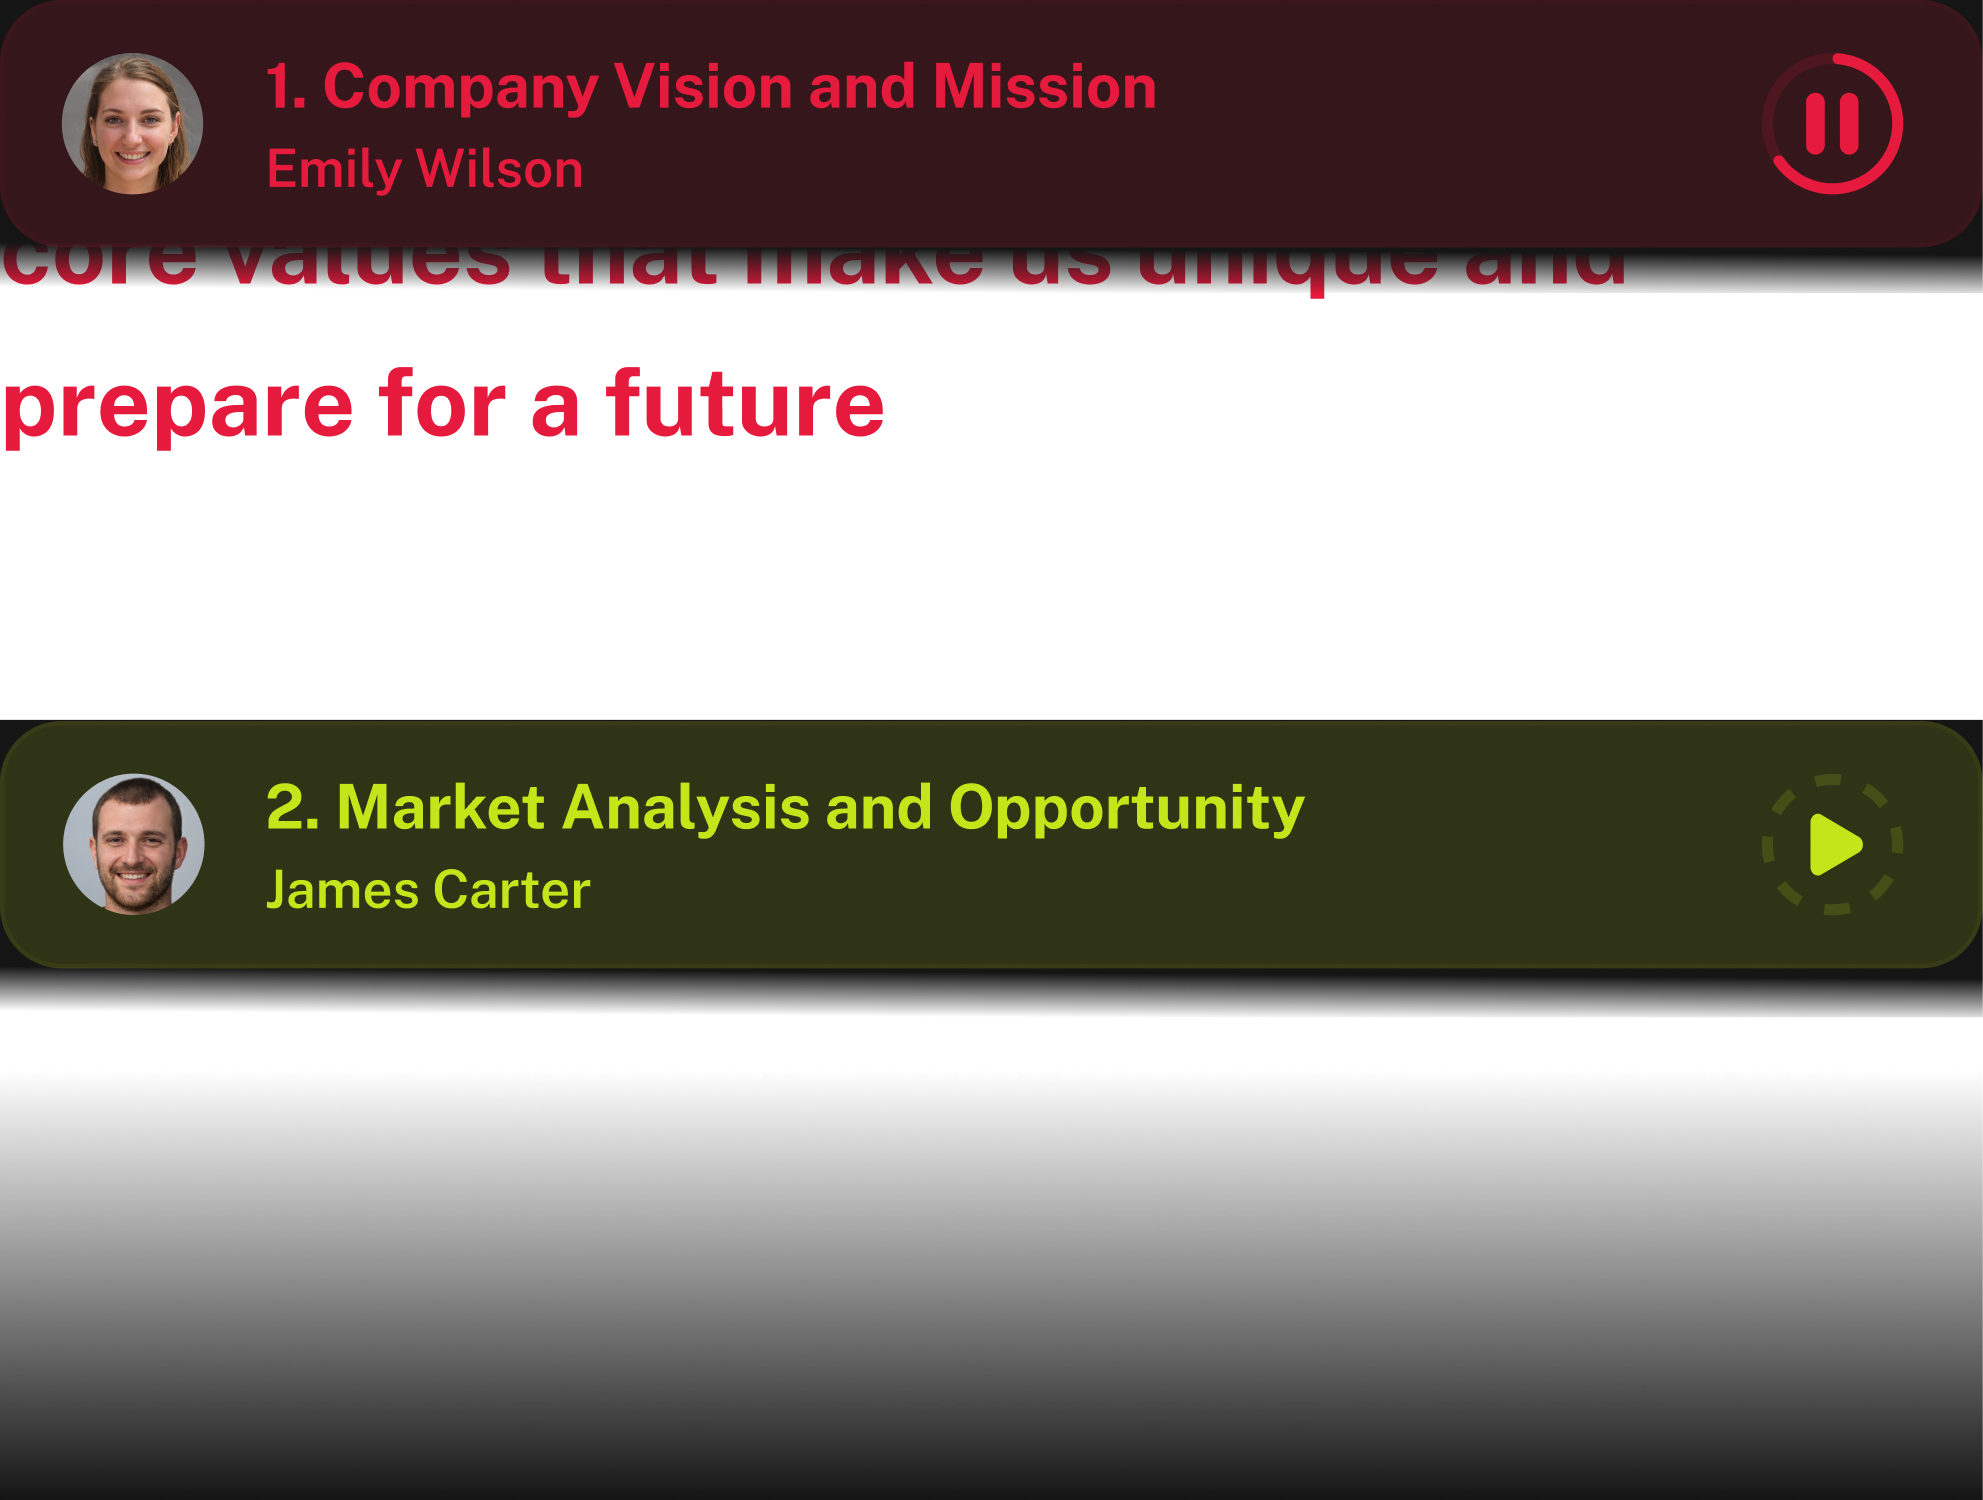 1. Company Vision and Mission
Emily Wilson
core values that make us unique and
prepare for a future
2. Market Analysis and Opportunity
James Carter